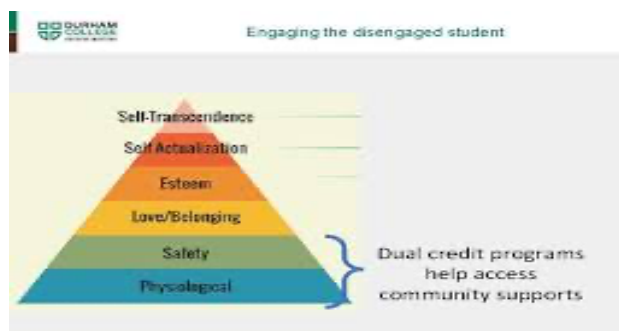 DURHAM
COLLEGE
Engaging the disengaged student
Self-Transcendence
Self Actualization
Esteem
Love/Belonging
Safety
Physiological
Dual credit programs
help access
community supports